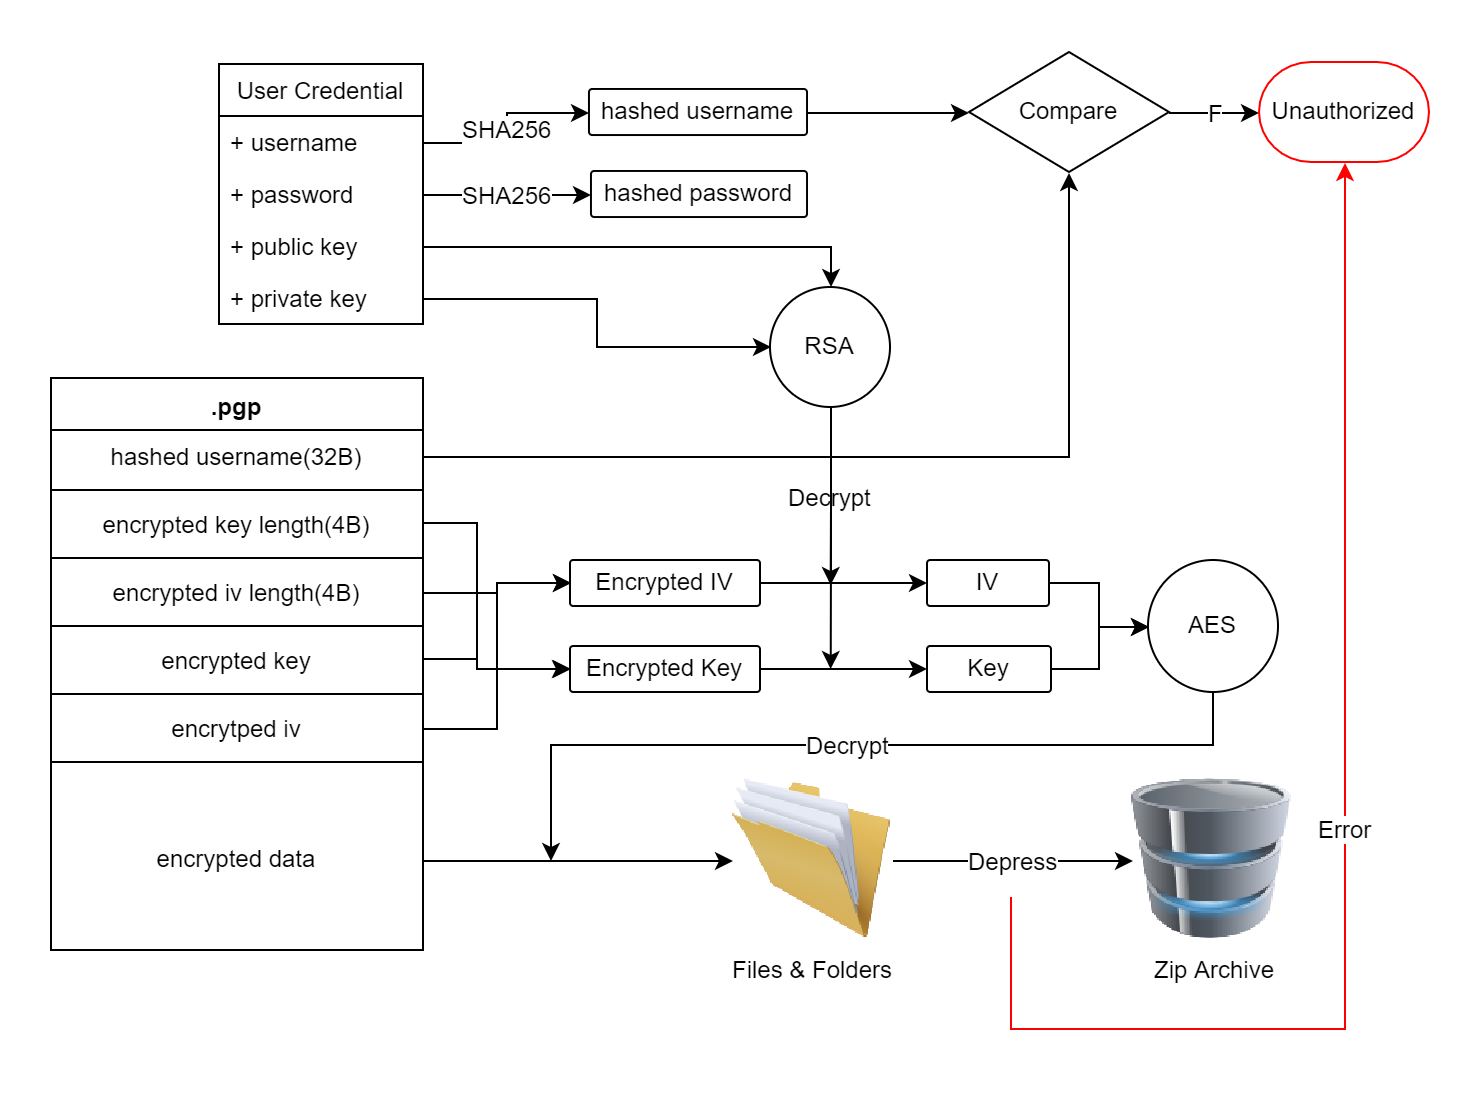 User Credential
+ username
+ password
+ public key
+ private key
SHA256
SHA256
hashed username
hashed password
Compare
F
Unauthorized
RSA
.pgp
hashed username(32B)
encrypted key length(4B)
encrypted iv length(4B)
encrypted key
encrytped iv
encrypted data
Decrypt
Encrypted IV
IV
Encrypted Key
Key
AES
Decrypt
Depress
Error
Files & Folders
Zip Archive